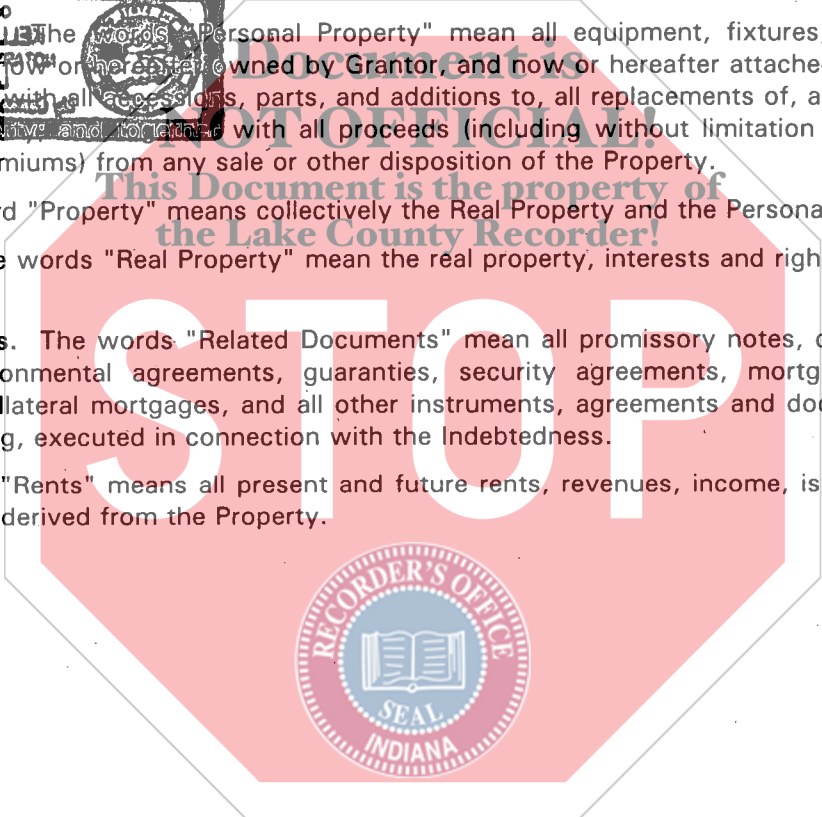 The words "Personal Property" mean all equipment, fixtures,
now or hereafter owned by Grantor, and now or hereafter attache
with all accessions, parts, and additions to, all replacements of, a
and together with all proceeds (including without limitation
miums) from any sale or other disposition of the Property.
rd "Property" means collectively the Real Property and the Persona
e words "Real Property" mean the real property, interests and righ
s. The words "Related Documents" mean all promissory notes, c
onmental agreements, guaranties, security agreements, mortg
llateral mortgages, and all other instruments, agreements and doc
g, executed in connection with the Indebtedness.
"Rents" means all present and future rents, revenues, income, is
derived from the Property.
Document is
NOT OFFICIAL!
This Document is the property of
the Lake County Recorder!
STOP
RECORDER'S OFFICE
SEAL
INDIANA